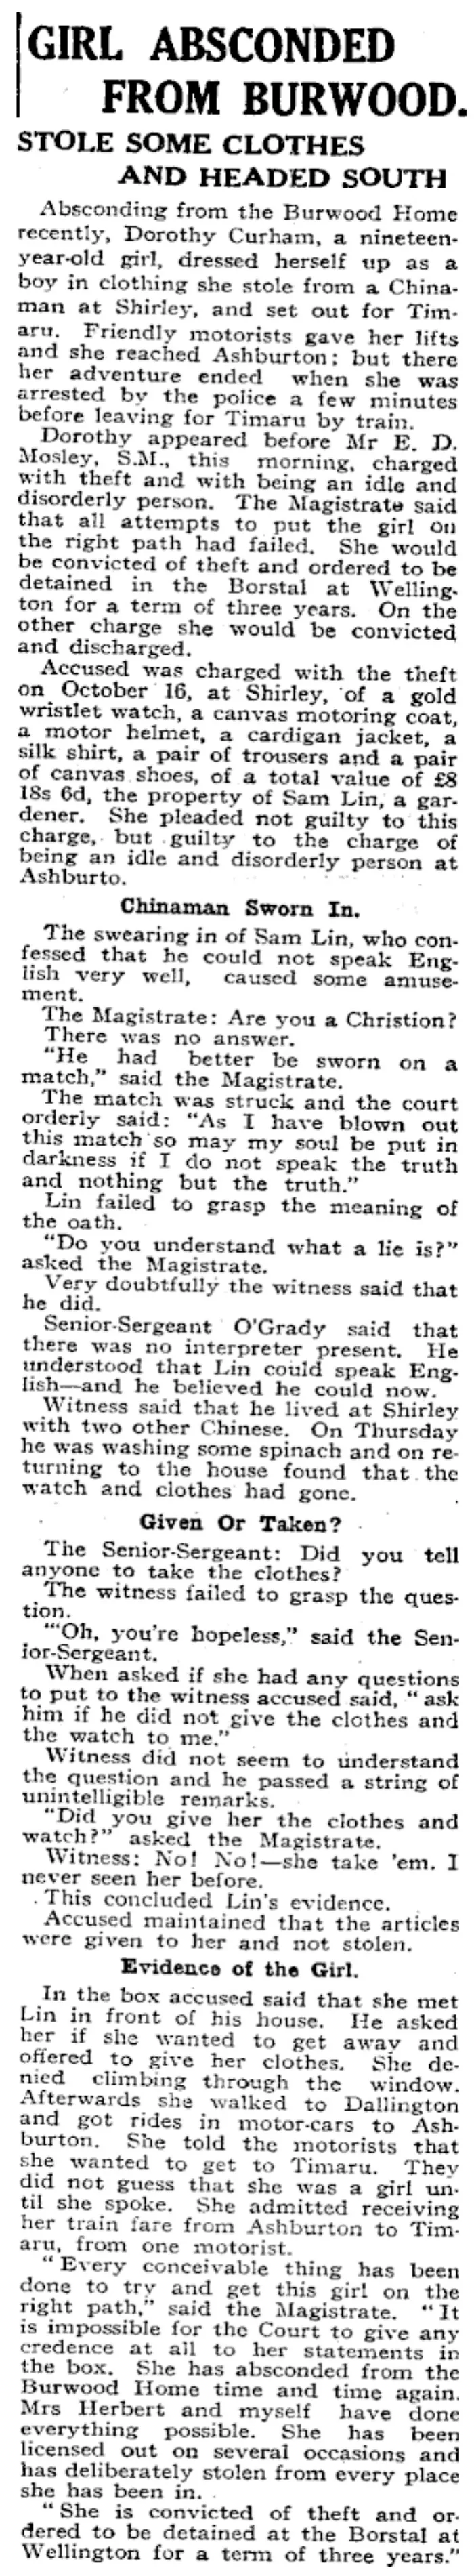 GIRL ABSCONDED
FROM BURWOOD.
STOLE SOME CLOTHES
AND HEADED SOUTH
Absconding from the Burwood Home
recently, Dorothy Curham, a nineteen-
year-old girl, dressed herself up as a
boy in clothing she stole from a China-
man at Shirley, and set out for Tim-
aru. Friendly motorists gave her lifts
and she reached Ashburton; but there
her adventure ended when she was
arrested by the police a few minutes
before leaving for Timaru by train.
Dorothy appeared before Mr E. D.
Mosley, S.M., this morning, charged
with theft and with being an idle and
disorderly person. The Magistrate said
that all attempts to put the girl on
the right path had failed. She would
be convicted of theft and ordered to be
detained in the Borstal at Welling-
ton for a term of three years. On the
other charge she would be convicted
and discharged.
Accused was charged with the theft
on October 16, at Shirley, of a gold
wristlet watch, a canvas motoring coat,
a motor helmet, a cardigan jacket, a
silk shirt, a pair of trousers and a pair
of canvas shoes, of a total value of £8
18s 6d, the property of Sam Lin, a gar-
dener. She pleaded not guilty to this
charge, but guilty to the charge of
being an idle and disorderly person at
Ashburto.
Chinaman Sworn In.
The swearing in of Sam Lin, who con-
fessed that he could not speak Eng-
lish very well, caused some amuse-
ment.
The Magistrate: Are you a Christion?
There was no answer.
"He had better be sworn on a
match," said the Magistrate.
The match was struck and the court
orderly said: "As I have blown out
this match so may my soul be put in
darkness if I do not speak the truth
and nothing but the truth."
Lin failed to grasp the meaning of
the oath.
"Do you understand what a lie is?"
asked the Magistrate.
Very doubtfully the witness said that
he did.
Senior-Sergeant O'Grady said that
there was no interpreter present. He
understood that Lin could speak Eng-
lish—and he believed he could now.
Witness said that he lived at Shirley
with two other Chinese. On Thursday
he was washing some spinach and on re-
turning to the house found that the
watch and clothes had gone.
Given Or Taken?
The Senior-Sergeant: Did you tell
anyone to take the clothes?
The witness failed to grasp the ques-
tion.
"'Oh, you're hopeless," said the Sen-
ior-Sergeant.
When asked if she had any questions
to put to the witness accused said, "ask
him if he did not give the clothes and
the watch to me."
Witness did not seem to understand
the question and he passed a string of
unintelligible remarks.
"Did you give her the clothes and
watch?" asked the Magistrate.
Witness: No! No!—she take 'em. I
never seen her before.
This concluded Lin's evidence.
Accused maintained that the articles
were given to her and not stolen.
Evidence of the Girl.
In the box accused said that she met
Lin in front of his house. He asked
her if she wanted to get away and
offered to give her clothes. She de-
nied climbing through the window.
Afterwards she walked to Dallington
and got rides in motor-cars to Ash-
burton. She told the motorists that
she wanted to get to Timaru. They
did not guess that she was a girl un-
til she spoke. She admitted receiving
her train fare from Ashburton to Tim-
aru, from one motorist.
"Every conceivable thing has been
done to try and get this girl on the
right path," said the Magistrate. "It
is impossible for the Court to give any
credence at all to her statements in
the box. She has absconded from the
Burwood Home time and time again.
Mrs Herbert and myself have done
everything possible. She has been
licensed out on several occasions and
has deliberately stolen from every place
she has been in.
"She is convicted of theft and or-
dered to be detained at the Borstal at
Wellington for a term of three years."